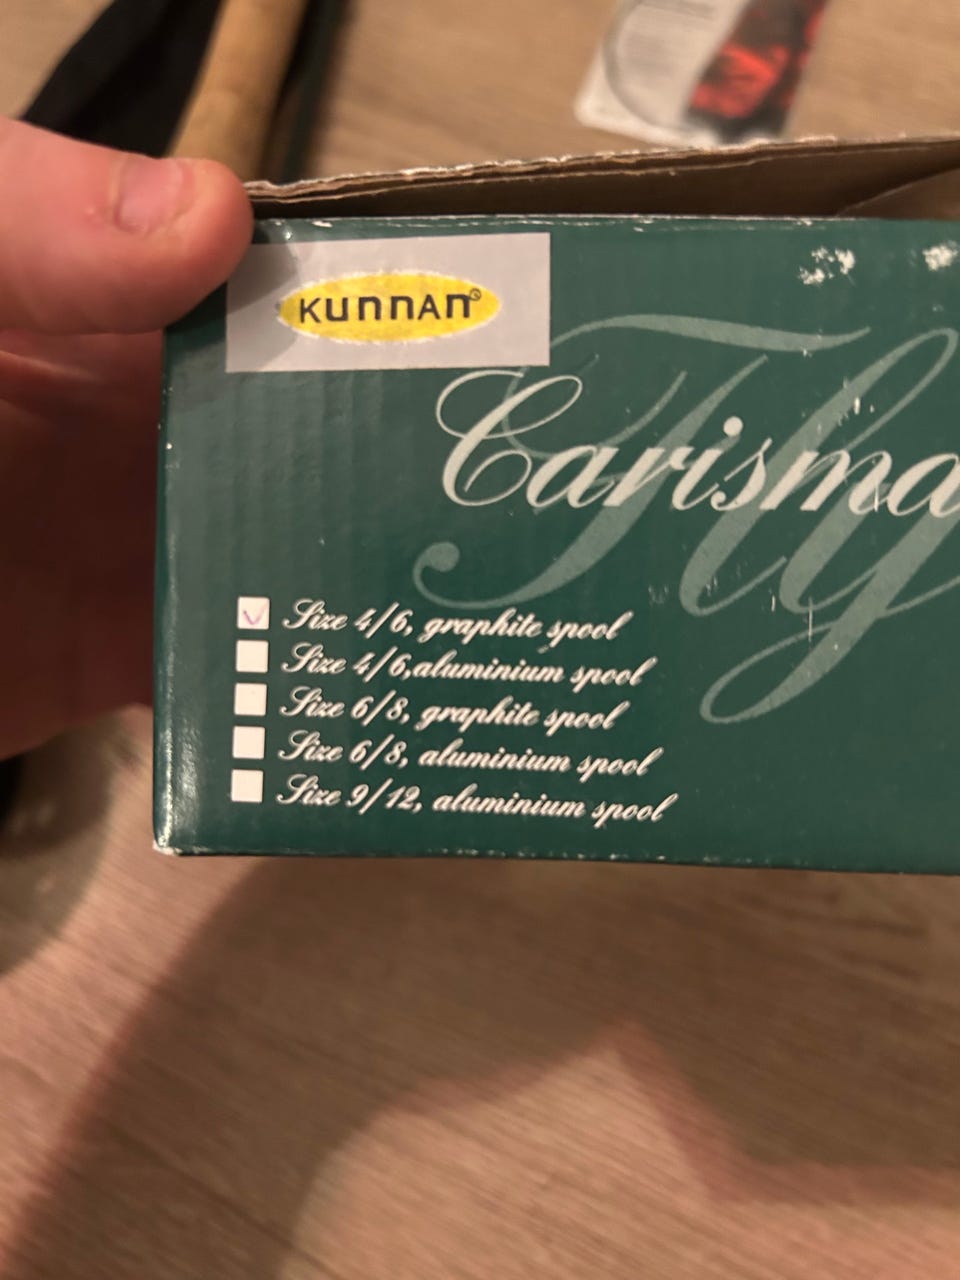 KUNNAN®
Fly
Carisma
Size 4/6, graphite spool
Size 4/6,aluminium spool
Size 6/8, graphite spool
Size 6/8, aluminium spool
Size 9/12, aluminium spool